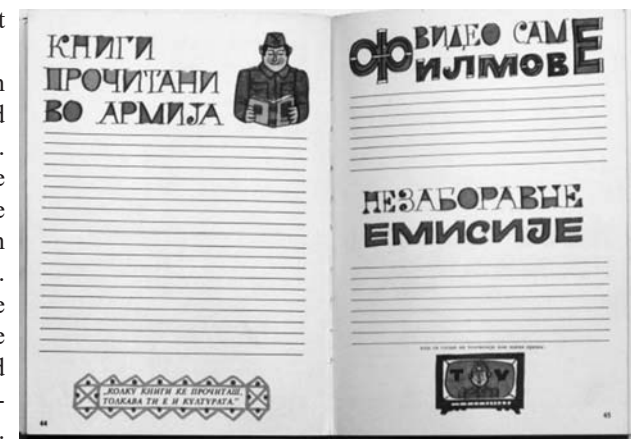 КНИГИ
ПРОЧИТАНИ
ВО АРМИЈА
„КОЛКУ КНИГИ ЌЕ ПРОЧИТАШ,
ТОЛКАВА ТИ Е И КУЛТУРАТА.“
44
ВИДЕО САМ
ФИЛМОВЕ
НЕЗАБОРАВНЕ
ЕМИСИЈЕ
TV
45